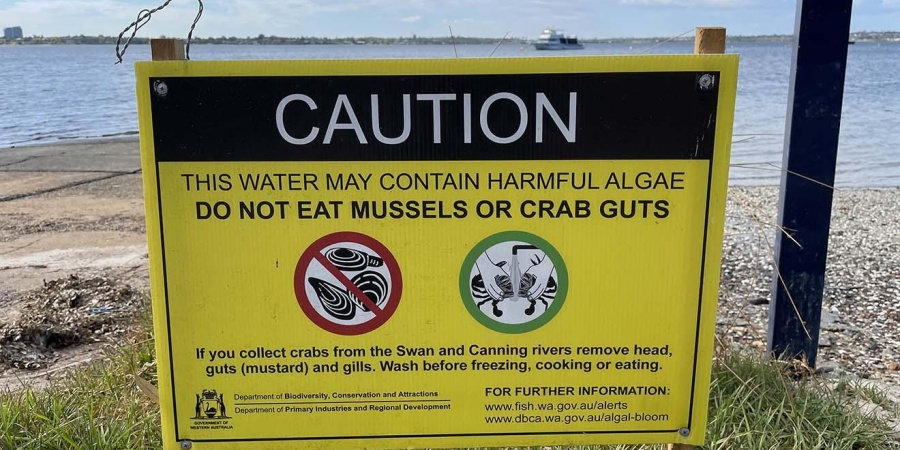 CAUTION
THIS WATER MAY CONTAIN HARMFUL ALGAE
DO NOT EAT MUSSELS OR CRAB GUTS
If you collect crabs from the Swan and Canning rivers remove head,
guts (mustard) and gills. Wash before freezing, cooking or eating.
GOVERNMENT OF
WESTERN AUSTRALIA
Department of Biodiversity, Conservation and Attractions
Department of Primary Industries and Regional Development
FOR FURTHER INFORMATION:
www.fish.wa.gov.au/alerts
www.dbca.wa.gov.au/algal-bloom